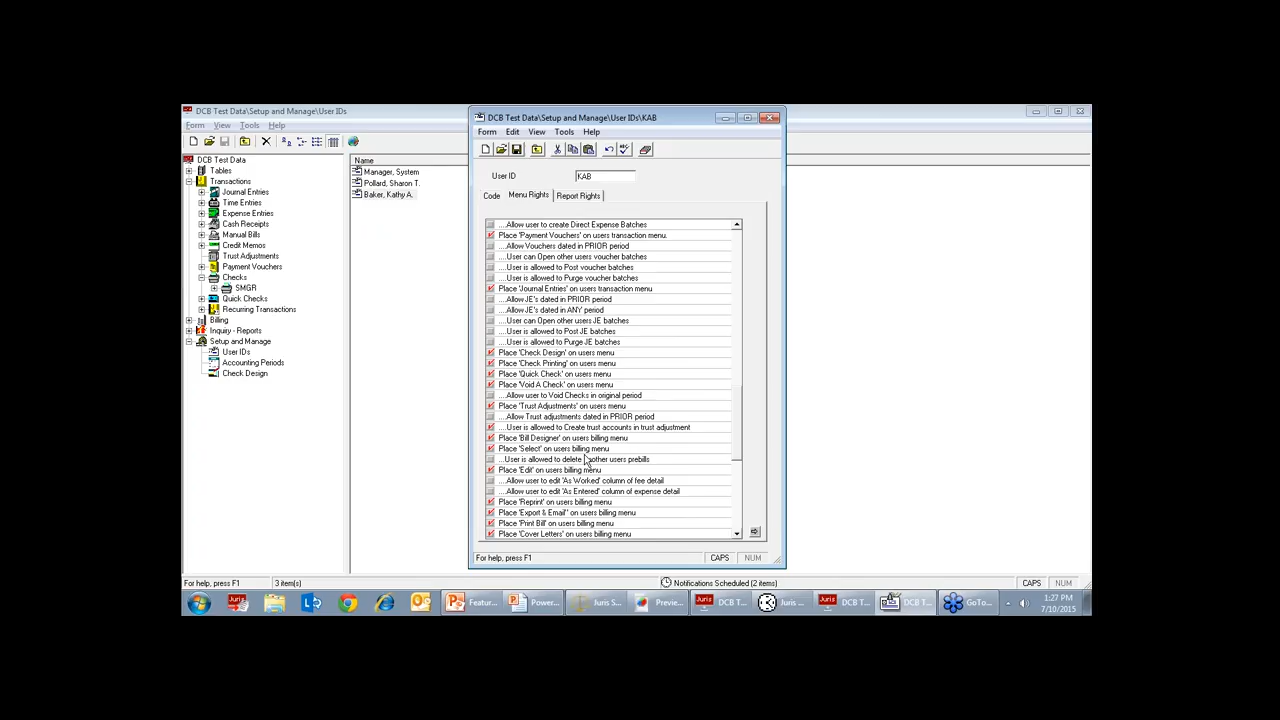 DCB Test Data\Setup and Manage\User IDs
Form View Tools Help
DCB Test Data
Tables
Transactions
Journal Entries
Time Entries
Expense Entries
Cash Receipts
Manual Bills
Credit Memos
Trust Adjustments
Payment Vouchers
Checks
SMGR
Quick Checks
Recurring Transactions
Billing
Inquiry - Reports
Setup and Manage
User IDs
Accounting Periods
Check Design
Name
Manager, System
Pollard, Sharon T.
Baker, Kathy A.
DCB Test Data\Setup and Manage\User IDs\KAB
Form Edit View Tools Help
User ID KAB
Code Menu Rights Report Rights
....Allow user to create Direct Expense Batches
Place 'Payment Vouchers' on users transaction menu.
....Allow Vouchers dated in PRIOR period
....User can Open other users voucher batches
....User is allowed to Post voucher batches
....User is allowed to Purge voucher batches
Place 'Journal Entries' on users transaction menu
....Allow JE's dated in PRIOR period
....Allow JE's dated in ANY period
....User can Open other users JE batches
....User is allowed to Post JE batches
....User is allowed to Purge JE batches
Place 'Check Design' on users menu
Place 'Check Printing' on users menu
Place 'Quick Check' on users menu
Place 'Void A Check' on users menu
....Allow user to Void Checks in original period
Place 'Trust Adjustments' on users menu
....Allow Trust adjustments dated in PRIOR period
....User is allowed to Create trust accounts in trust adjustment
Place 'Bill Designer' on users billing menu
Place 'Select' on users billing menu
...User is allowed to delete another users prebills
Place 'Edit' on users billing menu
....Allow user to edit 'As Worked' column of fee detail
....Allow user to edit 'As Entered' column of expense detail
Place 'Reprint' on users billing menu
Place 'Export & Email'' on users billing menu
Place 'Print Bill' on users billing menu
Place 'Cover Letters' on users billing menu
For help, press F1 CAPS NUM
For help, press F1 3 item(s) Notifications Scheduled (2 items) CAPS NUM
Juris Featur... Power... Juris S... Previe... DCB T... Juris ... DCB T... DCB T... GoTo... 1:27 PM
7/10/2015